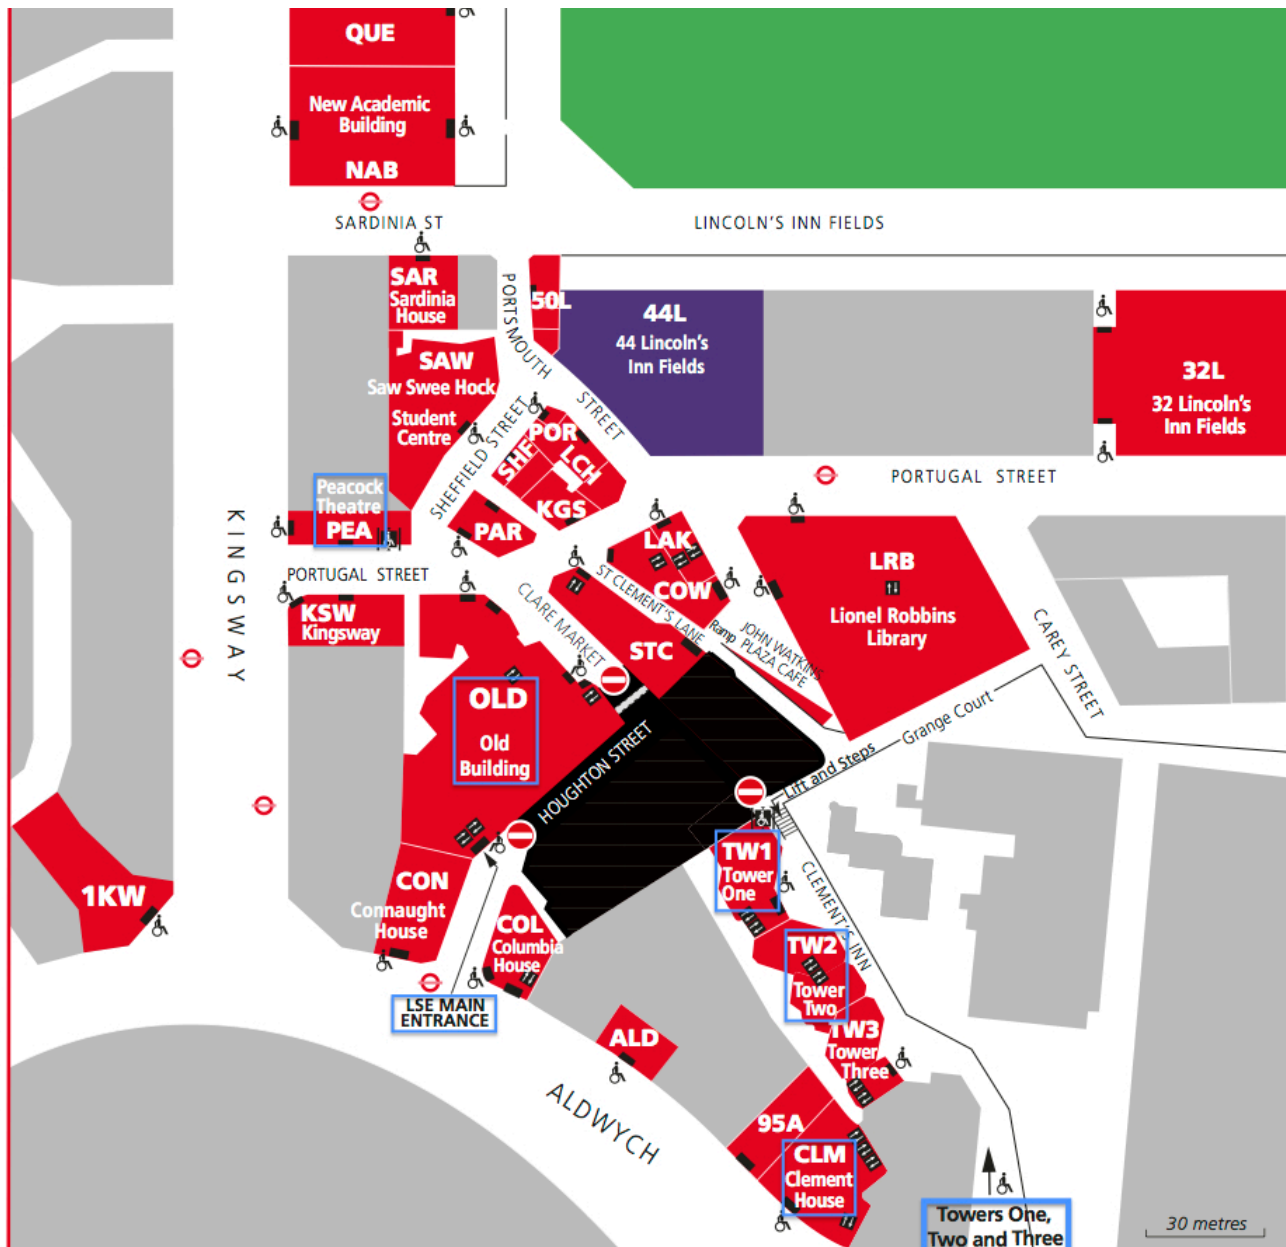 QUE
New Academic
Building
NAB
SARDINIA ST
LINCOLN'S INN FIELDS
SAR
Sardinia
House
PORTSMOUTH
STREET
50L
44L
44 Lincoln's
Inn Fields
32L
32 Lincoln's
Inn Fields
SAW
Saw Swee Hock
Student
Centre
SHEFFIELD STREET
POR
SHF
LCH
KGS
PORTUGAL STREET
Peacock
Theatre
PEA
PAR
LAK
COW
LRB
Lionel Robbins
Library
KINGSWAY
PORTUGAL STREET
KSW
Kingsway
CLARE MARKET
ST CLEMENT'S LANE
Ramp
JOHN WATKINS
PLAZA CAFE
CAREY STREET
STC
OLD
Old
Building
HOUGHTON STREET
Grange Court
Lift and Steps
TW1
Tower
One
CLEMENT'S INN
1KW
CON
Connaught
House
COL
Columbia
House
TW2
Tower
Two
LSE MAIN
ENTRANCE
ALD
TW3
Tower
Three
ALDWYCH
95A
CLM
Clement
House
Towers One,
Two and Three
30 metres